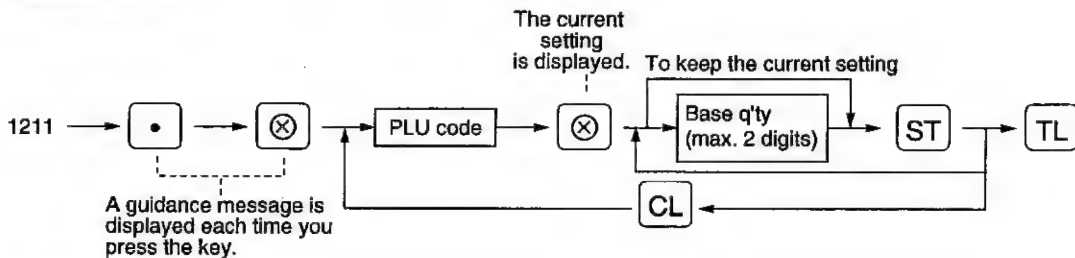 The current
setting
is displayed.
To keep the current setting
1211
PLU code
Base q'ty
(max. 2 digits)
ST
TL
CL
A guidance message is
displayed each time you
press the key.